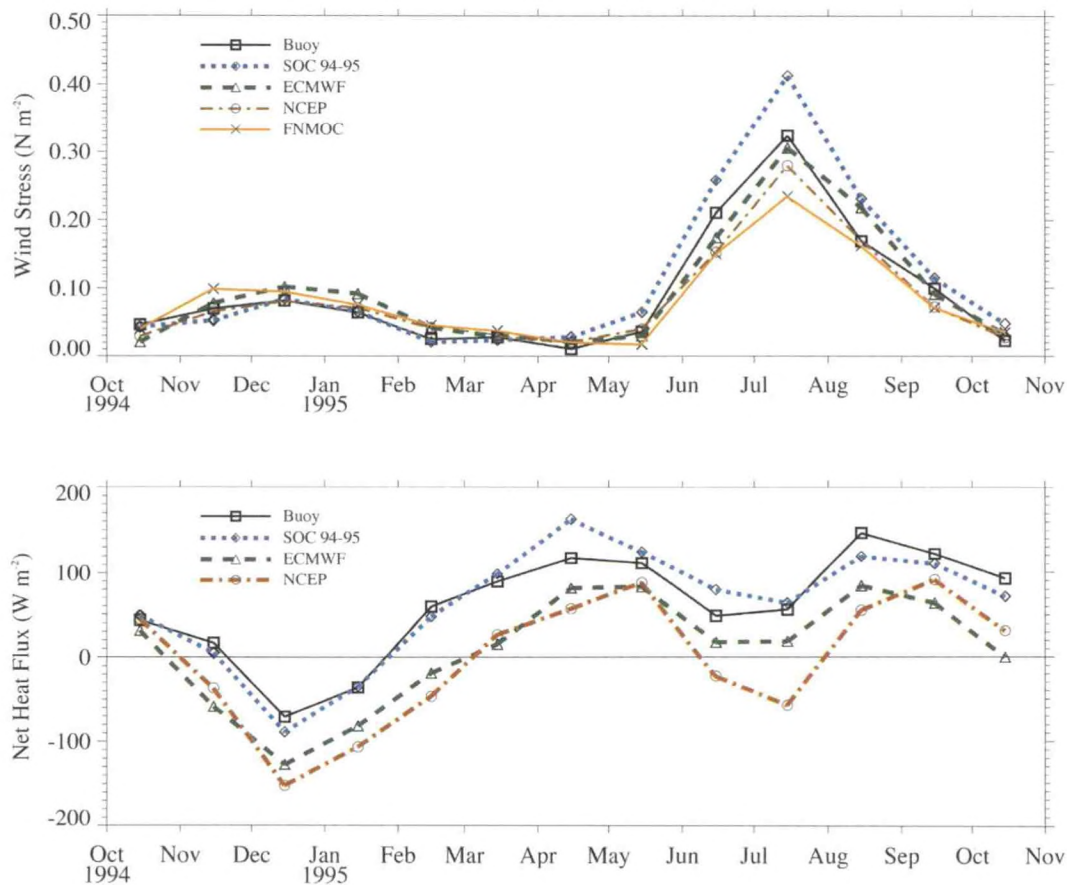 0.50
0.40
0.30
0.20
0.10
0.00
Wind Stress (N m⁻²)
Buoy
SOC 94-95
ECMWF
NCEP
FNMOC
Oct Nov Dec Jan Feb Mar Apr May Jun Jul Aug Sep Oct Nov
1994 1995
200
100
0
-100
-200
Net Heat Flux (W m⁻²)
Buoy
SOC 94-95
ECMWF
NCEP
Oct Nov Dec Jan Feb Mar Apr May Jun Jul Aug Sep Oct Nov
1994 1995